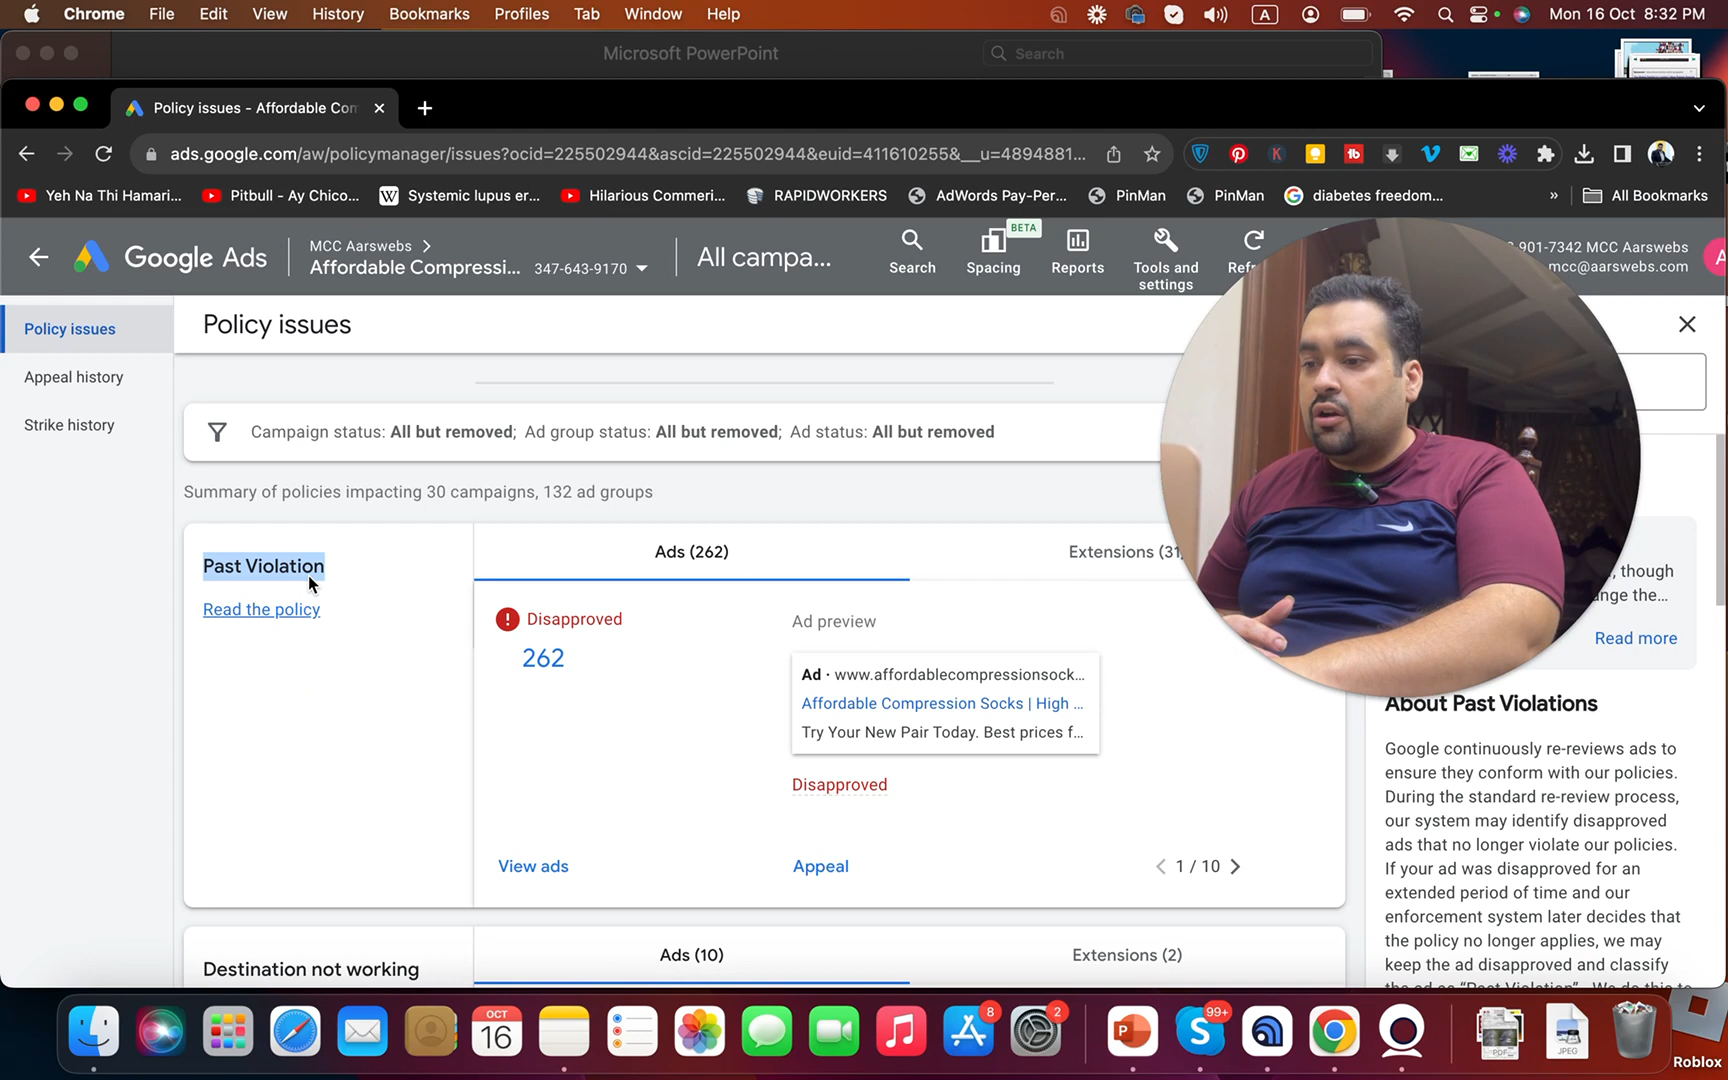 Chrome File Edit View History Bookmarks Profiles Tab Window Help A Mon 16 Oct 8:32 PM
Microsoft PowerPoint Search
Policy issues - Affordable Con
ads.google.com/aw/policymanager/issues?ocid=225502944&ascid=225502944&euid=411610255&__u=4894881...
Yeh Na Thi Hamari... Pitbull - Ay Chico... Systemic lupus er... Hilarious Commeri... RAPIDWORKERS AdWords Pay-Per... PinMan PinMan diabetes freedom... » All Bookmarks
Google Ads
MCC Aarswebs
Affordable Compressi... 347-643-9170
All campa...
Search
BETA
Spacing
Reports
Tools and settings
901-7342 MCC Aarswebs
mcc@aarswebs.com
Policy issues
Appeal history
Strike history
Policy issues
Campaign status: All but removed; Ad group status: All but removed; Ad status: All but removed
Summary of policies impacting 30 campaigns, 132 ad groups
Past Violation
Read the policy
Ads (262)
Extensions (31
Disapproved
262
Ad preview
Ad · www.affordablecompressionsock...
Affordable Compression Socks | High ...
Try Your New Pair Today. Best prices f...
Disapproved
View ads
Appeal
1 / 10
Destination not working
Ads (10)
Extensions (2)
, though
nge the...
Read more
About Past Violations
Google continuously re-reviews ads to
ensure they conform with our policies.
During the standard re-review process,
our system may identify disapproved
ads that no longer violate our policies.
If your ad was disapproved for an
extended period of time and our
enforcement system later decides that
the policy no longer applies, we may
keep the ad disapproved and classify
OCT
16
8
2
99+
PDF
JPEG
Roblox